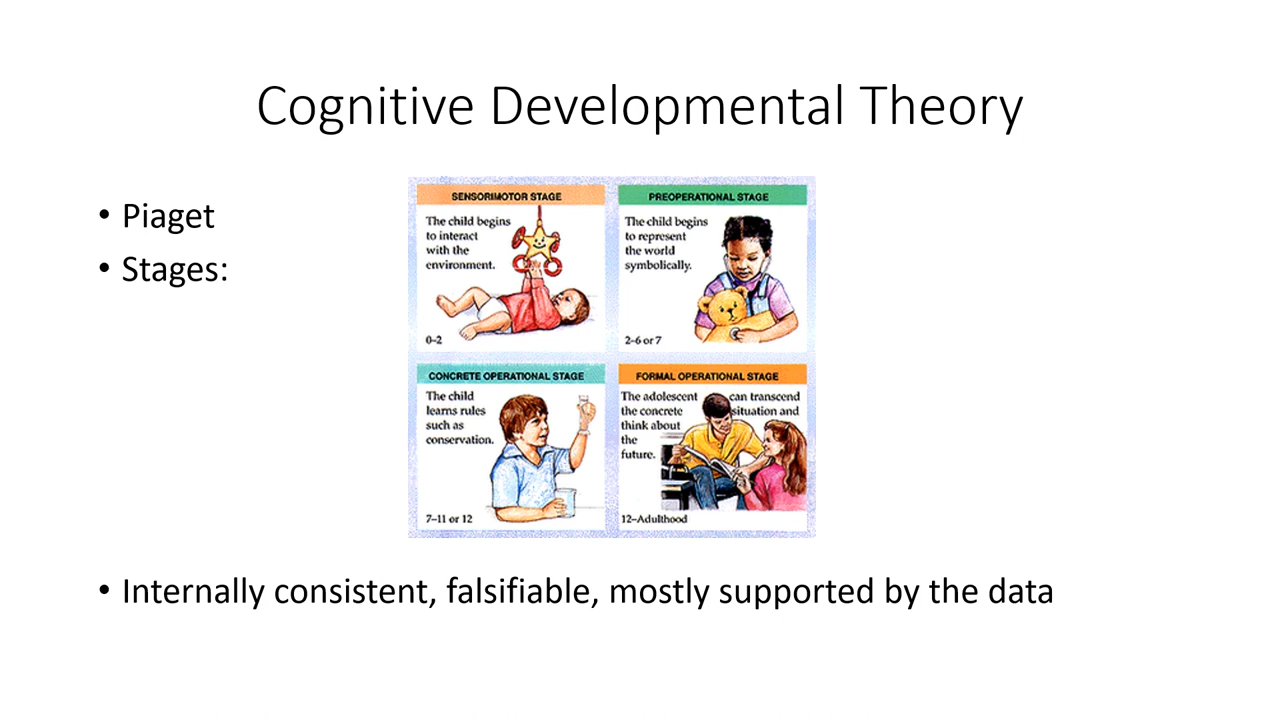 Cognitive Developmental Theory
• Piaget
• Stages:
SENSORIMOTOR STAGE
The child begins
to interact
with the
environment.
0–2
PREOPERATIONAL STAGE
The child begins
to represent
the world
symbolically.
2–6 or 7
CONCRETE OPERATIONAL STAGE
The child
learns rules
such as
conservation.
7–11 or 12
FORMAL OPERATIONAL STAGE
The adolescent can transcend
the concrete situation and
think about
the
future.
12–Adulthood
• Internally consistent, falsifiable, mostly supported by the data